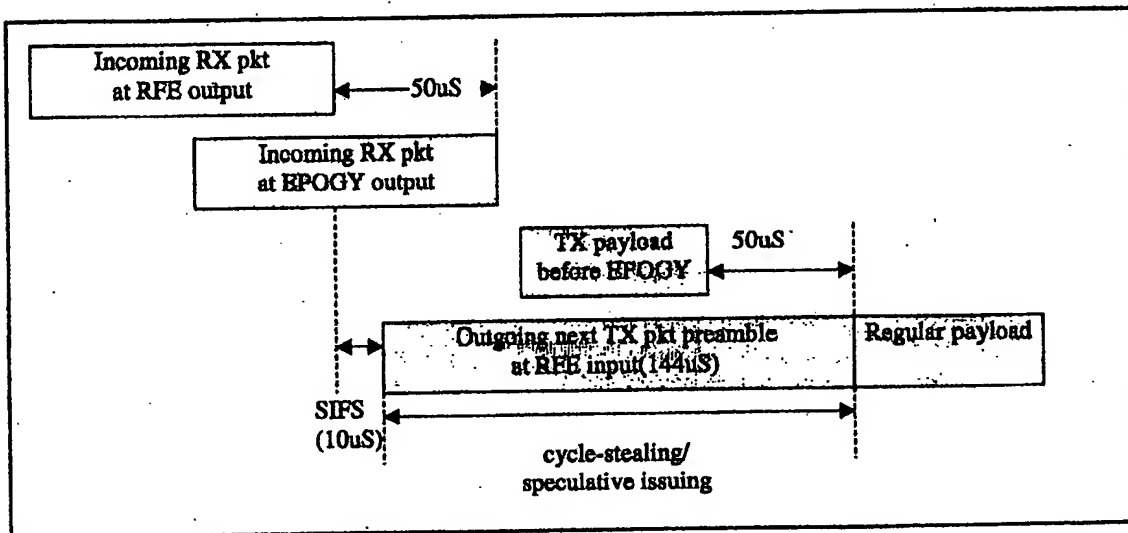 Incoming RX pkt
at RFE output
50uS
Incoming RX pkt
at EPOGY output
TX payload
before EPOGY
50uS
Outgoing next TX pkt preamble
at RFE input(144uS)
Regular payload
SIFS
(10uS)
cycle-stealing/
speculative issuing